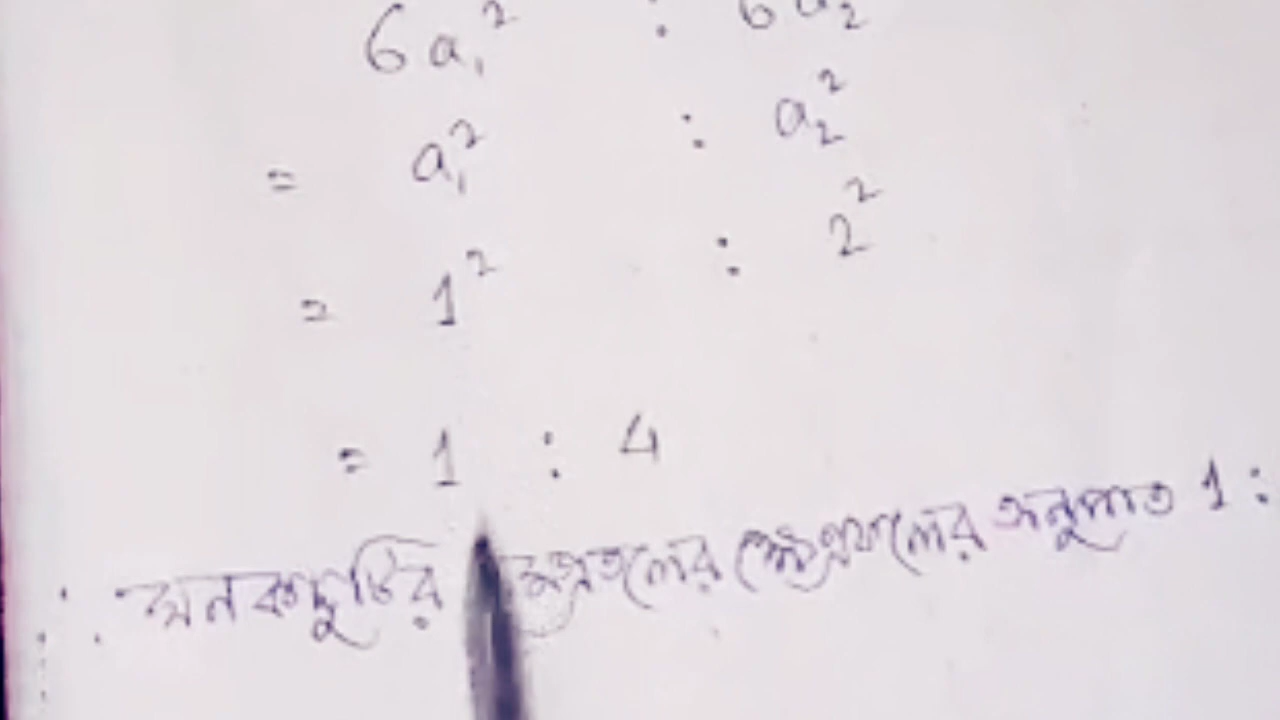 6a₁² : 6a₂²
= a₁² : a₂²
= 1² : 2²
= 1 : 4
∴ ঘনকদুটির সমগ্রতলের ক্ষেত্রফলের অনুপাত 1 :